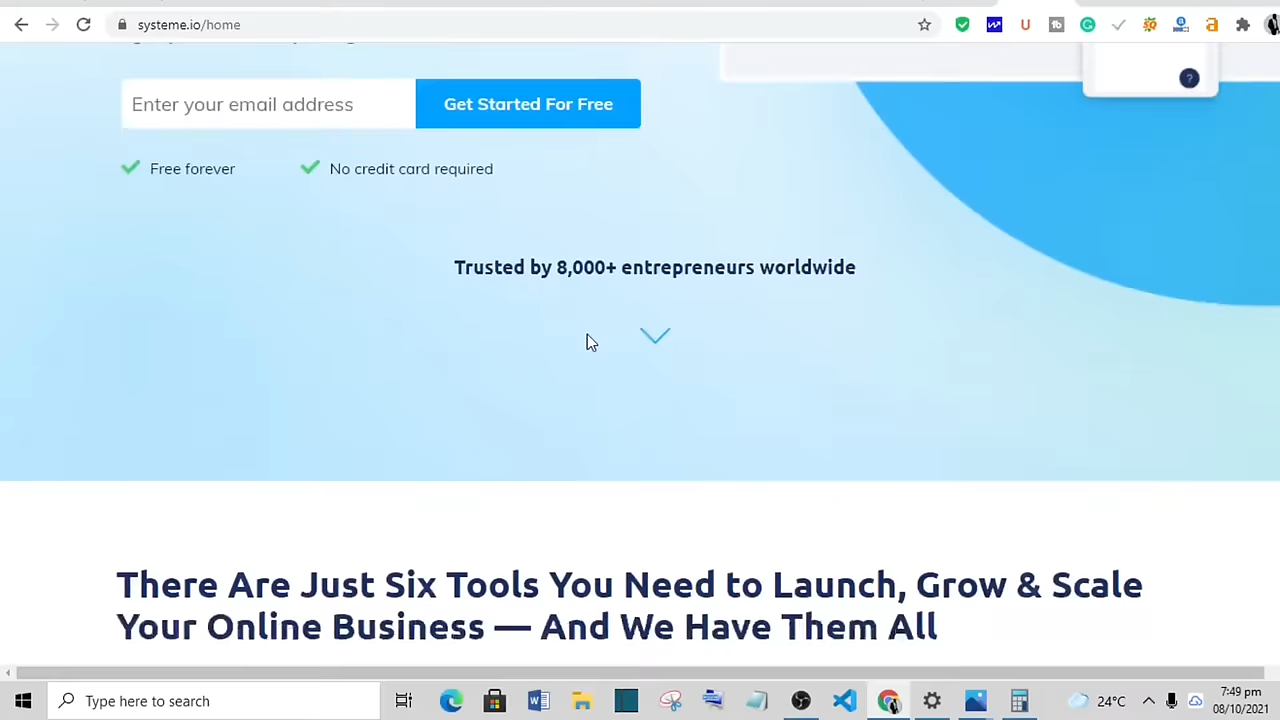 systeme.io/home
Enter your email address
Get Started For Free
Free forever
No credit card required
Trusted by 8,000+ entrepreneurs worldwide
There Are Just Six Tools You Need to Launch, Grow & Scale
Your Online Business — And We Have Them All
Type here to search
24°C
7:49 pm
08/10/2021